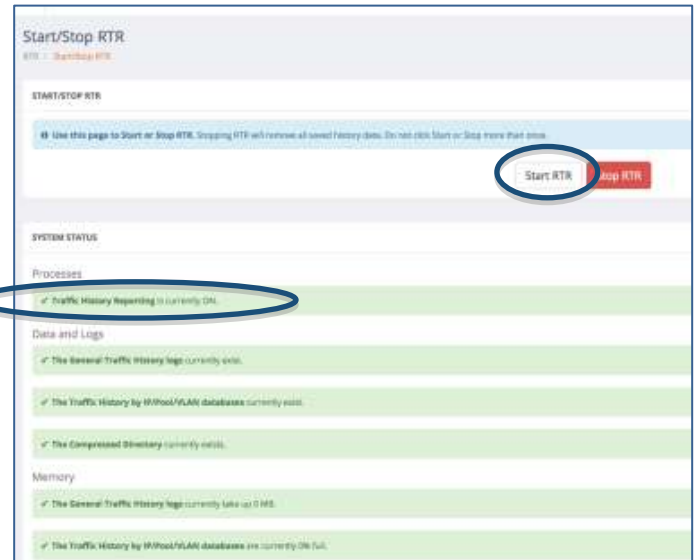 Start/Stop RTR
RTR / Start/Stop RTR
START/STOP RTR
Use this page to Start or Stop RTR. Stopping RTR will remove all saved history data. Do not click Start or Stop more than once.
Start RTR
Stop RTR
SYSTEM STATUS
Processes
✓ Traffic History Reporting is currently ON.
Data and Logs
✓ The General Traffic History logs currently exist.
✓ The Traffic History by IP/Pool/VLAN databases currently exist.
✓ The Compressed Directory currently exists.
Memory
✓ The General Traffic History logs currently take up 0 MB.
✓ The Traffic History by IP/Pool/VLAN databases are currently 0% full.